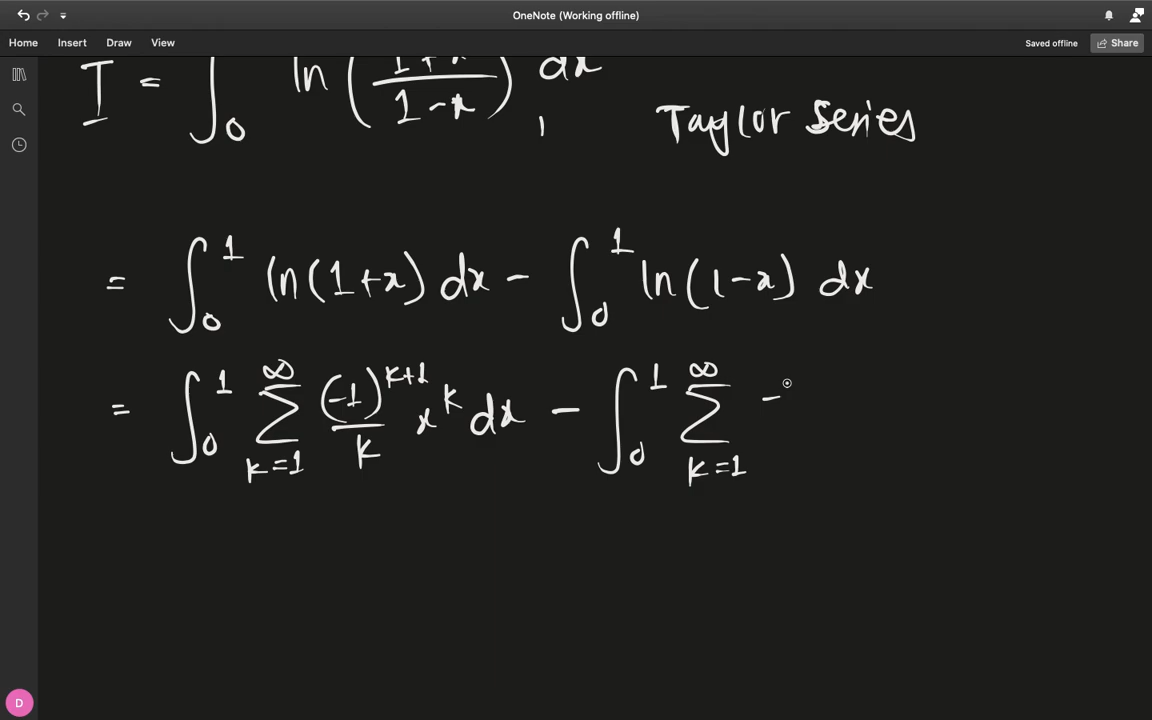 OneNote (Working offline)
Home Insert Draw View Saved offline Share
I = ∫₀ ln((1+x)/(1-x)) dx
Taylor Series
= ∫₀¹ ln(1+x) dx - ∫₀¹ ln(1-x) dx
= ∫₀¹ ∑_{k=1}^{∞} (-1)^{k+1}/k x^k dx - ∫₀¹ ∑_{k=1}^{∞} -
D